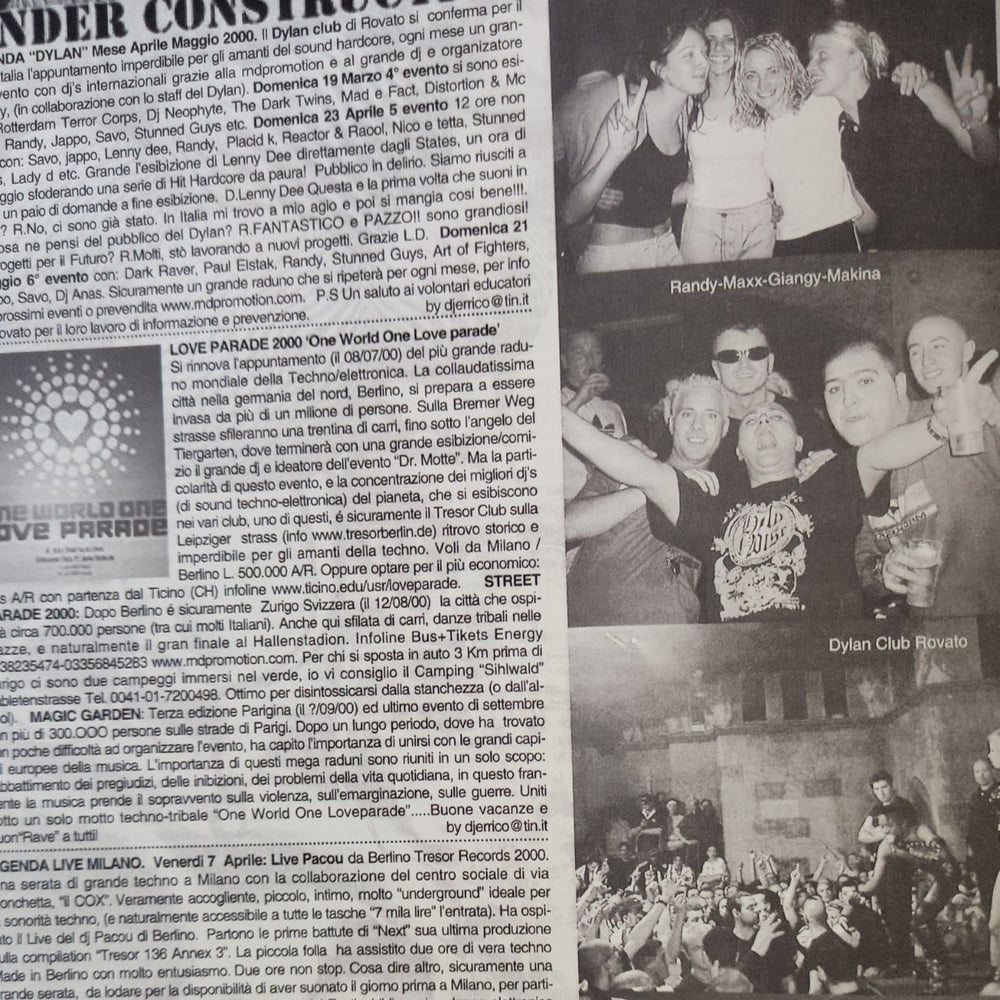 NDER CONSTRUCT
NDA "DYLAN" Mese Aprile Maggio 2000. Il Dylan club di Rovato si conferma per il
Italia l'appuntamento imperdibile per gli amanti del sound hardcore, ogni mese un gran-
vento con dj's internazionali grazie alla mdpromotion e al grande dj e organizatore
y, (in collaborazione con lo staff del Dylan). Domenica 19 Marzo 4° evento si sono esi-
Rotterdam Terror Corps, Dj Neophyte, The Dark Twins, Mad e Fact, Distortion & Mc
Randy, Jappo, Savo, Stunned Guys etc. Domenica 23 Aprile 5 evento 12 ore non
con: Savo, jappo, Lenny dee, Randy, Placid k, Reactor & Raool, Nico e tetta, Stunned
s, Lady d etc. Grande l'esibizione di Lenny Dee direttamente dagli States, un ora di
ggio sfoderando una serie di Hit Hardcore da paura! Pubblico in delirio. Siamo riusciti a
un paio di domande a fine esibizione. D.Lenny Dee Questa e la prima volta che suoni in
? R.No, ci sono già stato. In Italia mi trovo a mio agio e poi si mangia cosi bene!!!.
osa ne pensi del pubblico del Dylan? R.FANTASTICO e PAZZO!! sono grandiosi!
ogetti per il Futuro? R.Molti, stò lavorando a nuovi progetti. Grazie L.D. Domenica 21
ggio 6° evento con: Dark Raver, Paul Elstak, Randy, Stunned Guys, Art of Fighters,
po, Savo, Dj Anas. Sicuramente un grande raduno che si ripeterà per ogni mese, per info
prossimi eventi o prevendita www.mdpromotion.com. P.S Un saluto ai volontari educatori
ovato per il loro lavoro di informazione e prevenzione. by djerrico@tin.it
LOVE PARADE 2000 'One World One Love parade'
Si rinnova l'appuntamento (il 08/07/00) del più grande radu-
no mondiale della Techno/elettronica. La collaudatissima
città nella germania del nord, Berlino, si prepara a essere
invasa da più di un milione di persone. Sulla Bremer Weg
strasse sfileranno una trentina di carri, fino sotto l'angelo del
Tiergarten, dove terminerà con una grande esibizione/comi-
zio il grande dj e ideatore dell'evento "Dr. Motte". Ma la parti-
colarità di questo evento, e la concentrazione dei migliori dj's
(di sound techno-elettronica) del pianeta, che si esibiscono
nei vari club, uno di questi, é sicuramente il Tresor Club sulla
Leipziger strass (info www.tresorberlin.de) ritrovo storico e
imperdibile per gli amanti della techno. Voli da Milano /
Berlino L. 500.000 A/R. Oppure optare per il più economico:
s A/R con partenza dal Ticino (CH) infoline www.ticino.edu/usr/loveparade. STREET
ARADE 2000: Dopo Berlino é sicuramente Zurigo Svizzera (il 12/08/00) la città che ospi-
à circa 700.000 persone (tra cui molti Italiani). Anche qui sfilata di carri, danze tribali nelle
azze, e naturalmente il gran finale al Hallenstadion. Infoline Bus+Tikets Energy
38235474-03356845283 www.mdpromotion.com. Per chi si sposta in auto 3 Km prima di
urigo ci sono due campeggi immersi nel verde, io vi consiglio il Camping "Sihlwald"
bletenstrasse Tel. 0041-01-7200498. Ottimo per disintossicarsi dalla stanchezza (o dall'al-
ol). MAGIC GARDEN: Terza edizione Parigina (il ?/09/00) ed ultimo evento di settembre
n più di 300.OOO persone sulle strade di Parigi. Dopo un lungo periodo, dove ha trovato
n poche difficoltà ad organizzare l'evento, ha capito l'importanza di unirsi con le grandi capi-
i europee della musica. L'importanza di questi mega raduni sono riuniti in un solo scopo:
bbattimento dei pregiudizi, delle inibizioni, dei problemi della vita quotidiana, in questo fran-
ente la musica prende il sopravvento sulla violenza, sull'emarginazione, sulle guerre. Uniti
otto un solo motto techno-tribale "One World One Loveparade".....Buone vacanze e
uon"Rave" a tutti! by djerrico@tin.it
GENDA LIVE MILANO. Venerdi 7 Aprile: Live Pacou da Berlino Tresor Records 2000.
na serata di grande techno a Milano con la collaborazione del centro sociale di via
onchetta, "il COX". Veramente accogliente, piccolo, intimo, molto "underground" ideale per
sonorità techno, (e naturalmente accessibile a tutte le tasche "7 mila lire" l'entrata). Ha ospi-
to il Live del dj Pacou di Berlino. Partono le prime battute di "Next" sua ultima produzione
ulla compilation "Tresor 136 Annex 3". La piccola folla ha assistito due ore di vera techno
Made in Berlino con molto entusiasmo. Due ore non stop. Cosa dire altro, sicuramente una
rande serata, da lodare per la disponibilità di aver suonato il giorno prima a Milano, per parti-
NE WORLD ONE
OVE PARADE
Randy-Maxx-Giangy-Makina
Dylan Club Rovato